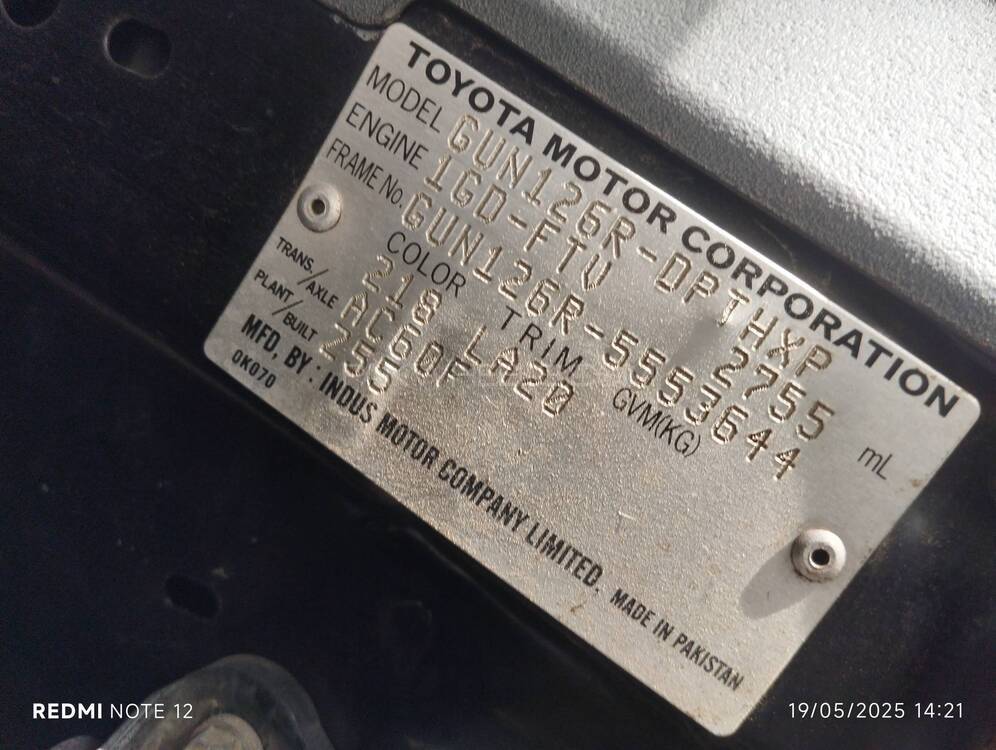 TOYOTA MOTOR CORPORATION
MODEL GUN126R-DPTHXP
ENGINE 1GD-FTV 2755 mL
FRAME No. GUN126R-5553644
COLOR TRIM GVM(KG)
218 LA20
TRANS/AXLE AC60F
PLANT/BUILT 255
MFD, BY : INDUS MOTOR COMPANY LIMITED. MADE IN PAKISTAN
0K070
REDMI NOTE 12
19/05/2025 14:21